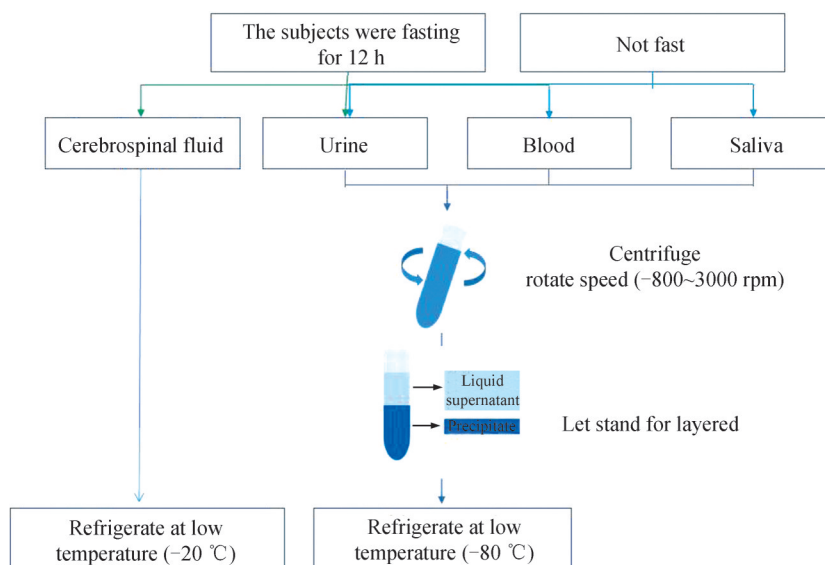 The subjects were fasting
for 12 h
Not fast
Cerebrospinal fluid
Urine
Blood
Saliva
Centrifuge
rotate speed (−800~3000 rpm)
Liquid
supernatant
Precipitate
Let stand for layered
Refrigerate at low
temperature (−20 ℃)
Refrigerate at low
temperature (−80 ℃)